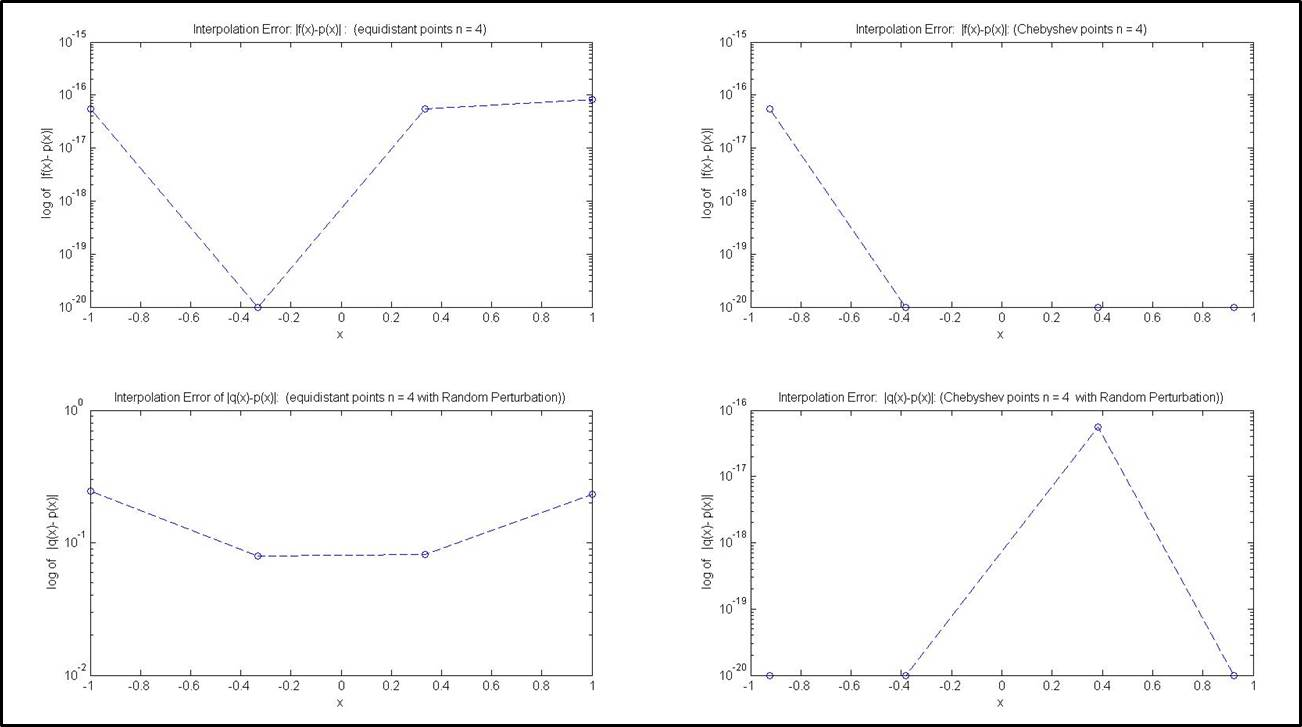 Interpolation Error: |f(x)-p(x)| : (equidistant points n = 4)
10^-15
10^-16
10^-17
10^-18
10^-19
10^-20
log of |f(x)- p(x)|
-1 -0.8 -0.6 -0.4 -0.2 0 0.2 0.4 0.6 0.8 1
x
Interpolation Error: |f(x)-p(x)|: (Chebyshev points n = 4)
10^-15
10^-16
10^-17
10^-18
10^-19
10^-20
log of |f(x)- p(x)|
-1 -0.8 -0.6 -0.4 -0.2 0 0.2 0.4 0.6 0.8 1
x
Interpolation Error of |q(x)-p(x)|: (equidistant points n = 4 with Random Perturbation))
10^0
10^-1
10^-2
log of |q(x)- p(x)|
-1 -0.8 -0.6 -0.4 -0.2 0 0.2 0.4 0.6 0.8 1
x
Interpolation Error: |q(x)-p(x)|: (Chebyshev points n = 4 with Random Perturbation))
10^-16
10^-17
10^-18
10^-19
10^-20
log of |q(x)- p(x)|
-1 -0.8 -0.6 -0.4 -0.2 0 0.2 0.4 0.6 0.8 1
x